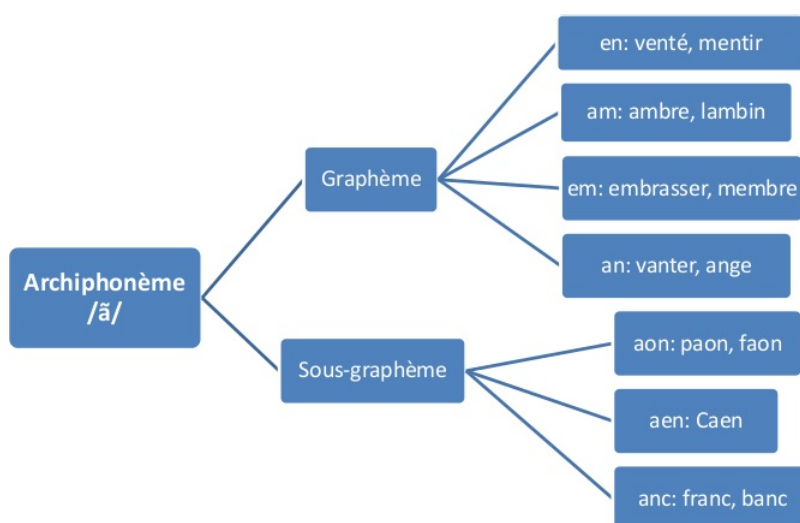 Archiphonème
/ã/
Graphème
en: venté, mentir
am: ambre, lambin
em: embrasser, membre
an: vanter, ange
Sous-graphème
aon: paon, faon
aen: Caen
anc: franc, banc